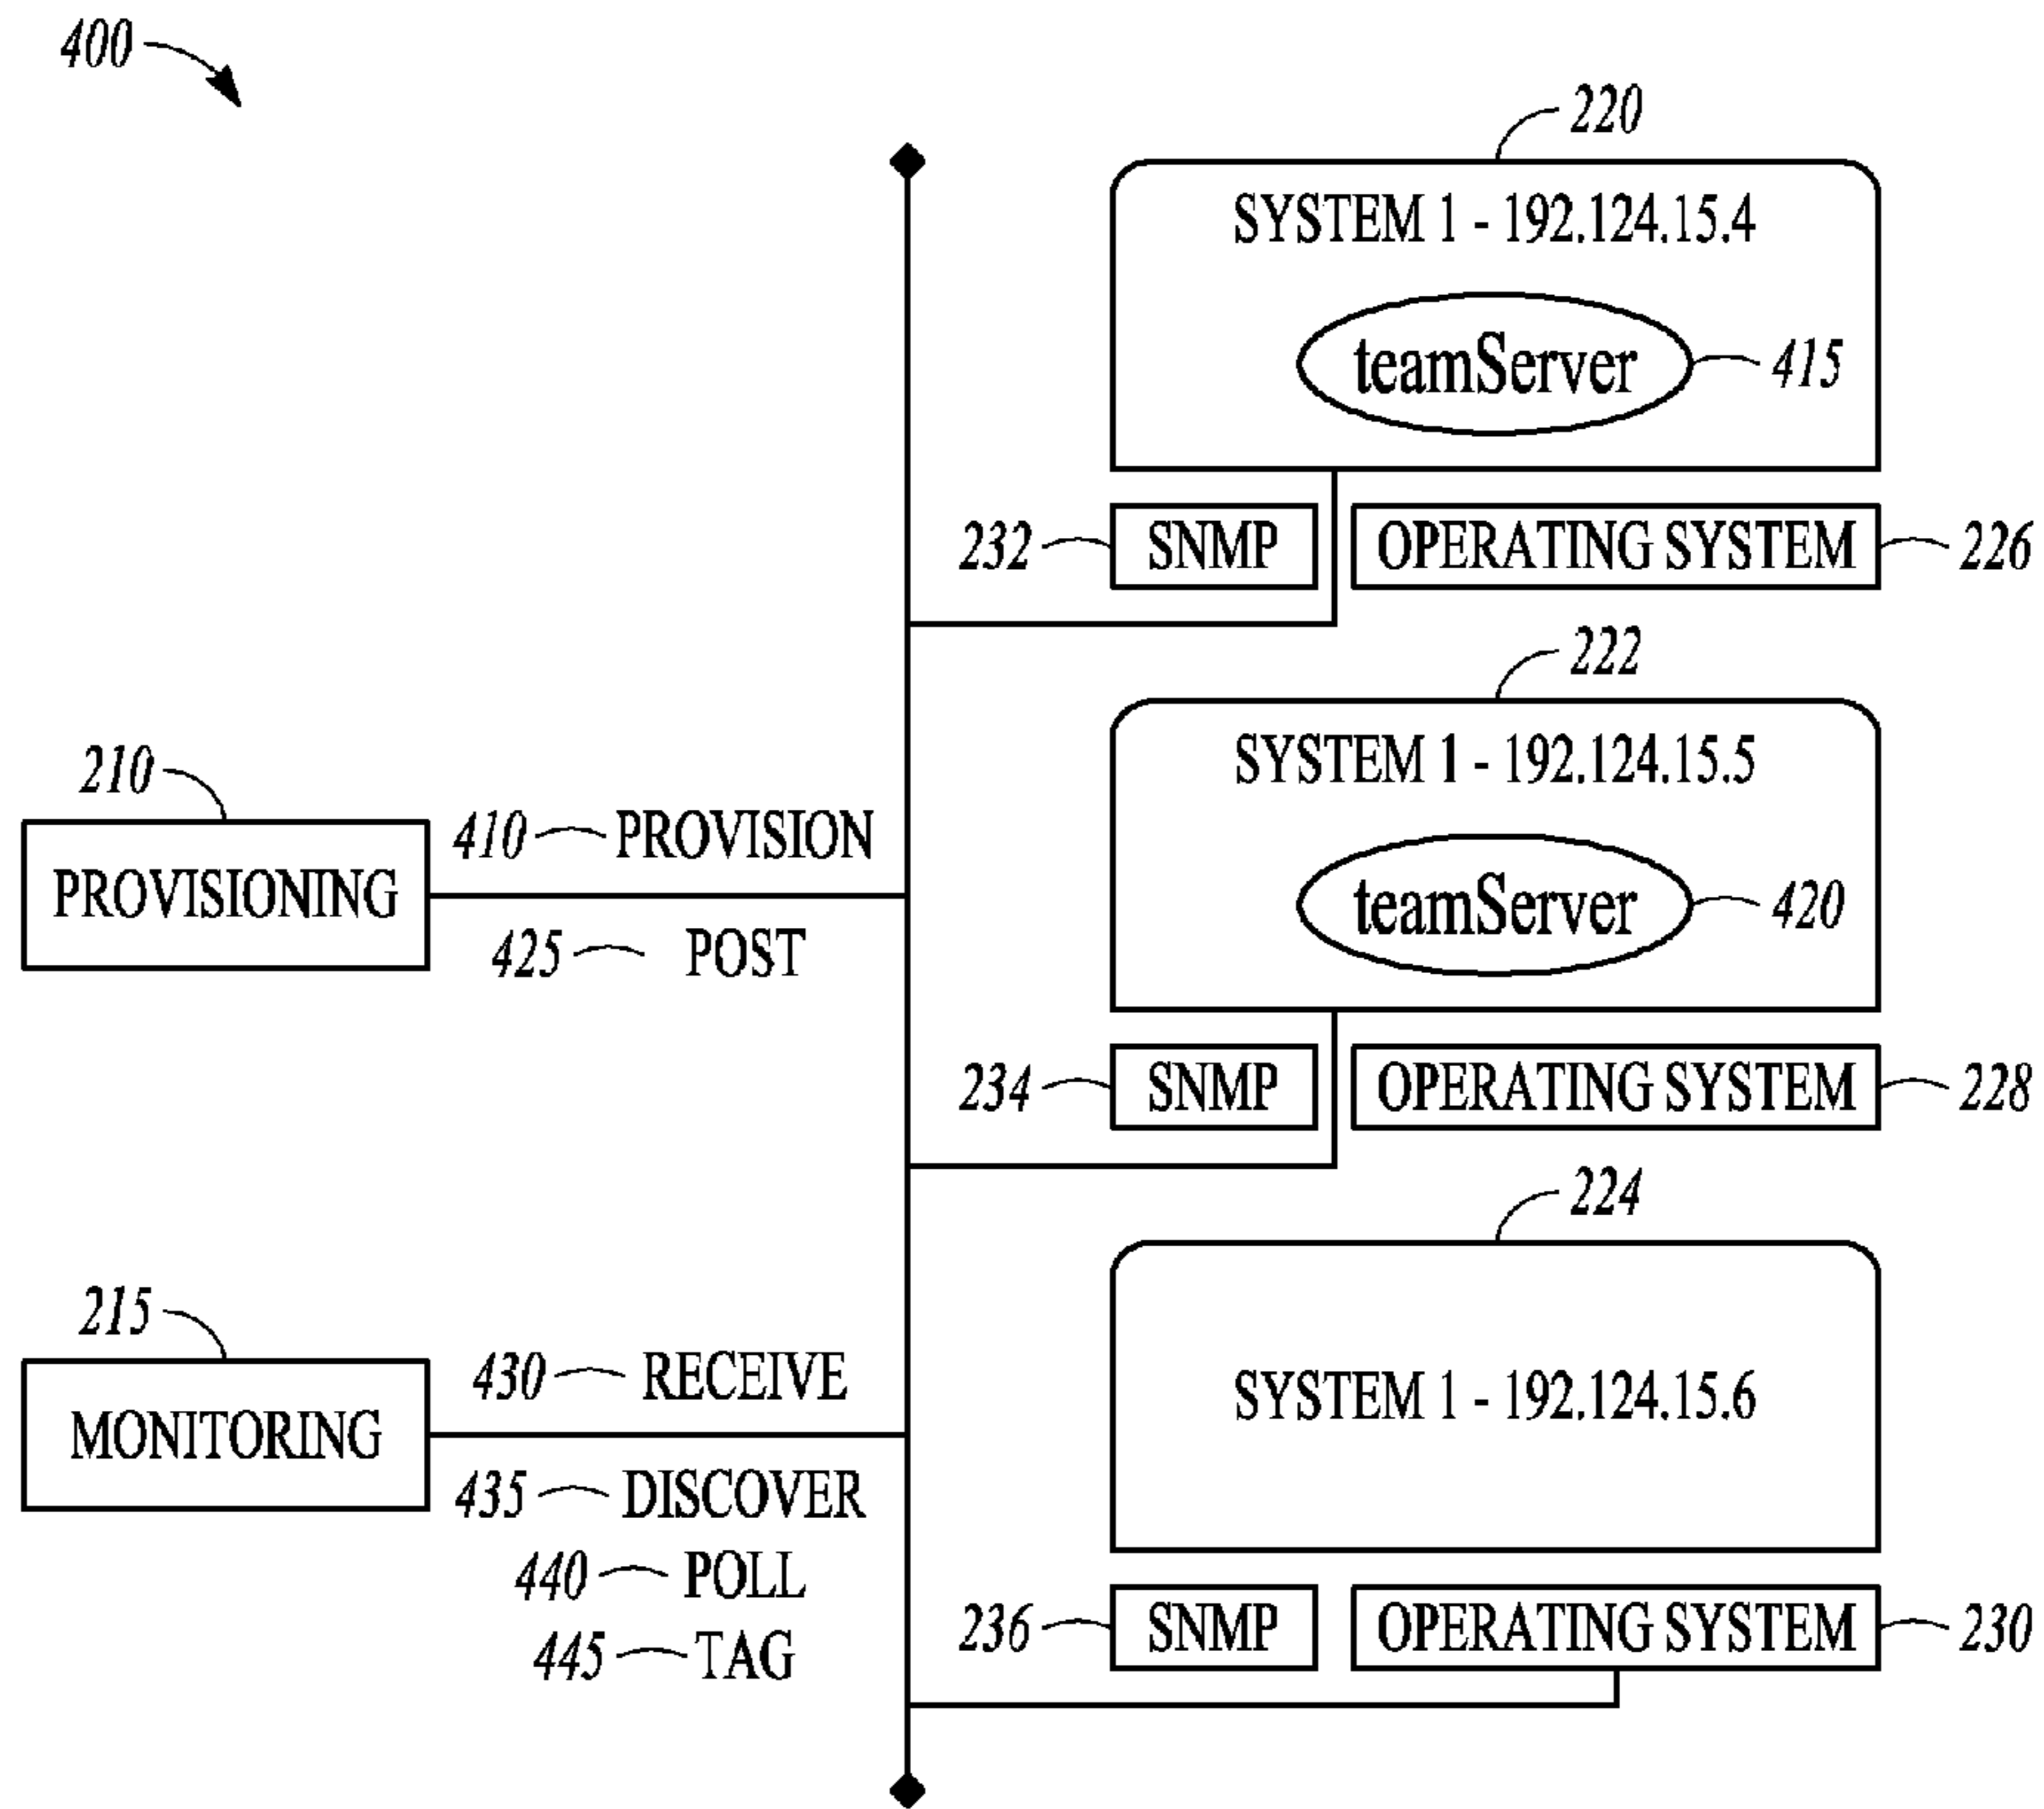 400
220
SYSTEM 1 - 192.124.15.4
teamServer 415
232 SNMP OPERATING SYSTEM 226
222
SYSTEM 1 - 192.124.15.5
210
410 PROVISION
PROVISIONING
teamServer 420
425 POST
234 SNMP OPERATING SYSTEM 228
224
215
430 RECEIVE
SYSTEM 1 - 192.124.15.6
MONITORING
435 DISCOVER
440 POLL
236 SNMP OPERATING SYSTEM 230
445 TAG